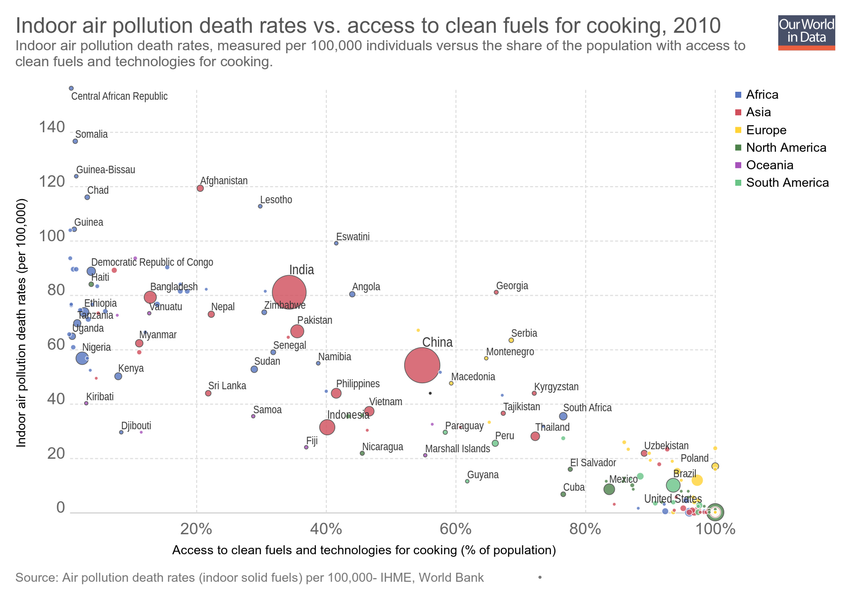 Indoor air pollution death rates vs. access to clean fuels for cooking, 2010
Our World
in Data
Indoor air pollution death rates, measured per 100,000 individuals versus the share of the population with access to
clean fuels and technologies for cooking.
Central African Republic
Africa
Asia
Europe
North America
Oceania
South America
140
Somalia
Guinea-Bissau
120
Afghanistan
Chad
Lesotho
Guinea
100
Eswatini
Democratic Republic of Congo
India
Haiti
Bangladesh
Angola
Georgia
80
Ethiopia
Vanuatu
Nepal
Zimbabwe
Tanzania
Uganda
Pakistan
Serbia
Myanmar
China
60
Nigeria
Senegal
Montenegro
Sudan
Namibia
Kenya
Macedonia
Philippines
Sri Lanka
Kyrgyzstan
40
Kiribati
Vietnam
Samoa
Indonesia
Tajikistan
South Africa
Djibouti
Paraguay
Thailand
Fiji
Peru
20
Nicaragua
Marshall Islands
Uzbekistan
El Salvador
Poland
Guyana
Cuba
Mexico
Brazil
United States
0
20%
40%
60%
80%
100%
Indoor air pollution death rates (per 100,000)
Access to clean fuels and technologies for cooking (% of population)
Source: Air pollution death rates (indoor solid fuels) per 100,000- IHME, World Bank
•